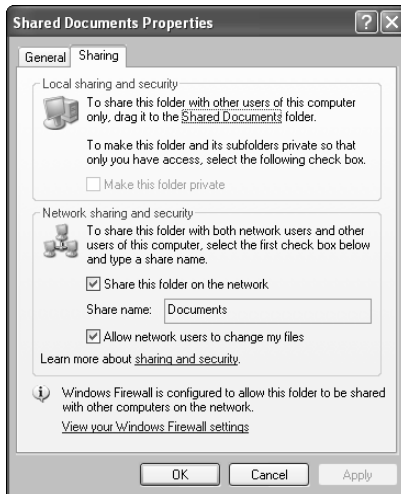 Shared Documents Properties
General
Sharing
Local sharing and security
To share this folder with other users of this computer
only, drag it to the Shared Documents folder.
To make this folder and its subfolders private so that
only you have access, select the following check box.
Make this folder private
Network sharing and security
To share this folder with both network users and other
users of this computer, select the first check box below
and type a share name.
Share this folder on the network
Share name: Documents
Allow network users to change my files
Learn more about sharing and security.
Windows Firewall is configured to allow this folder to be shared
with other computers on the network.
View your Windows Firewall settings
OK
Cancel
Apply